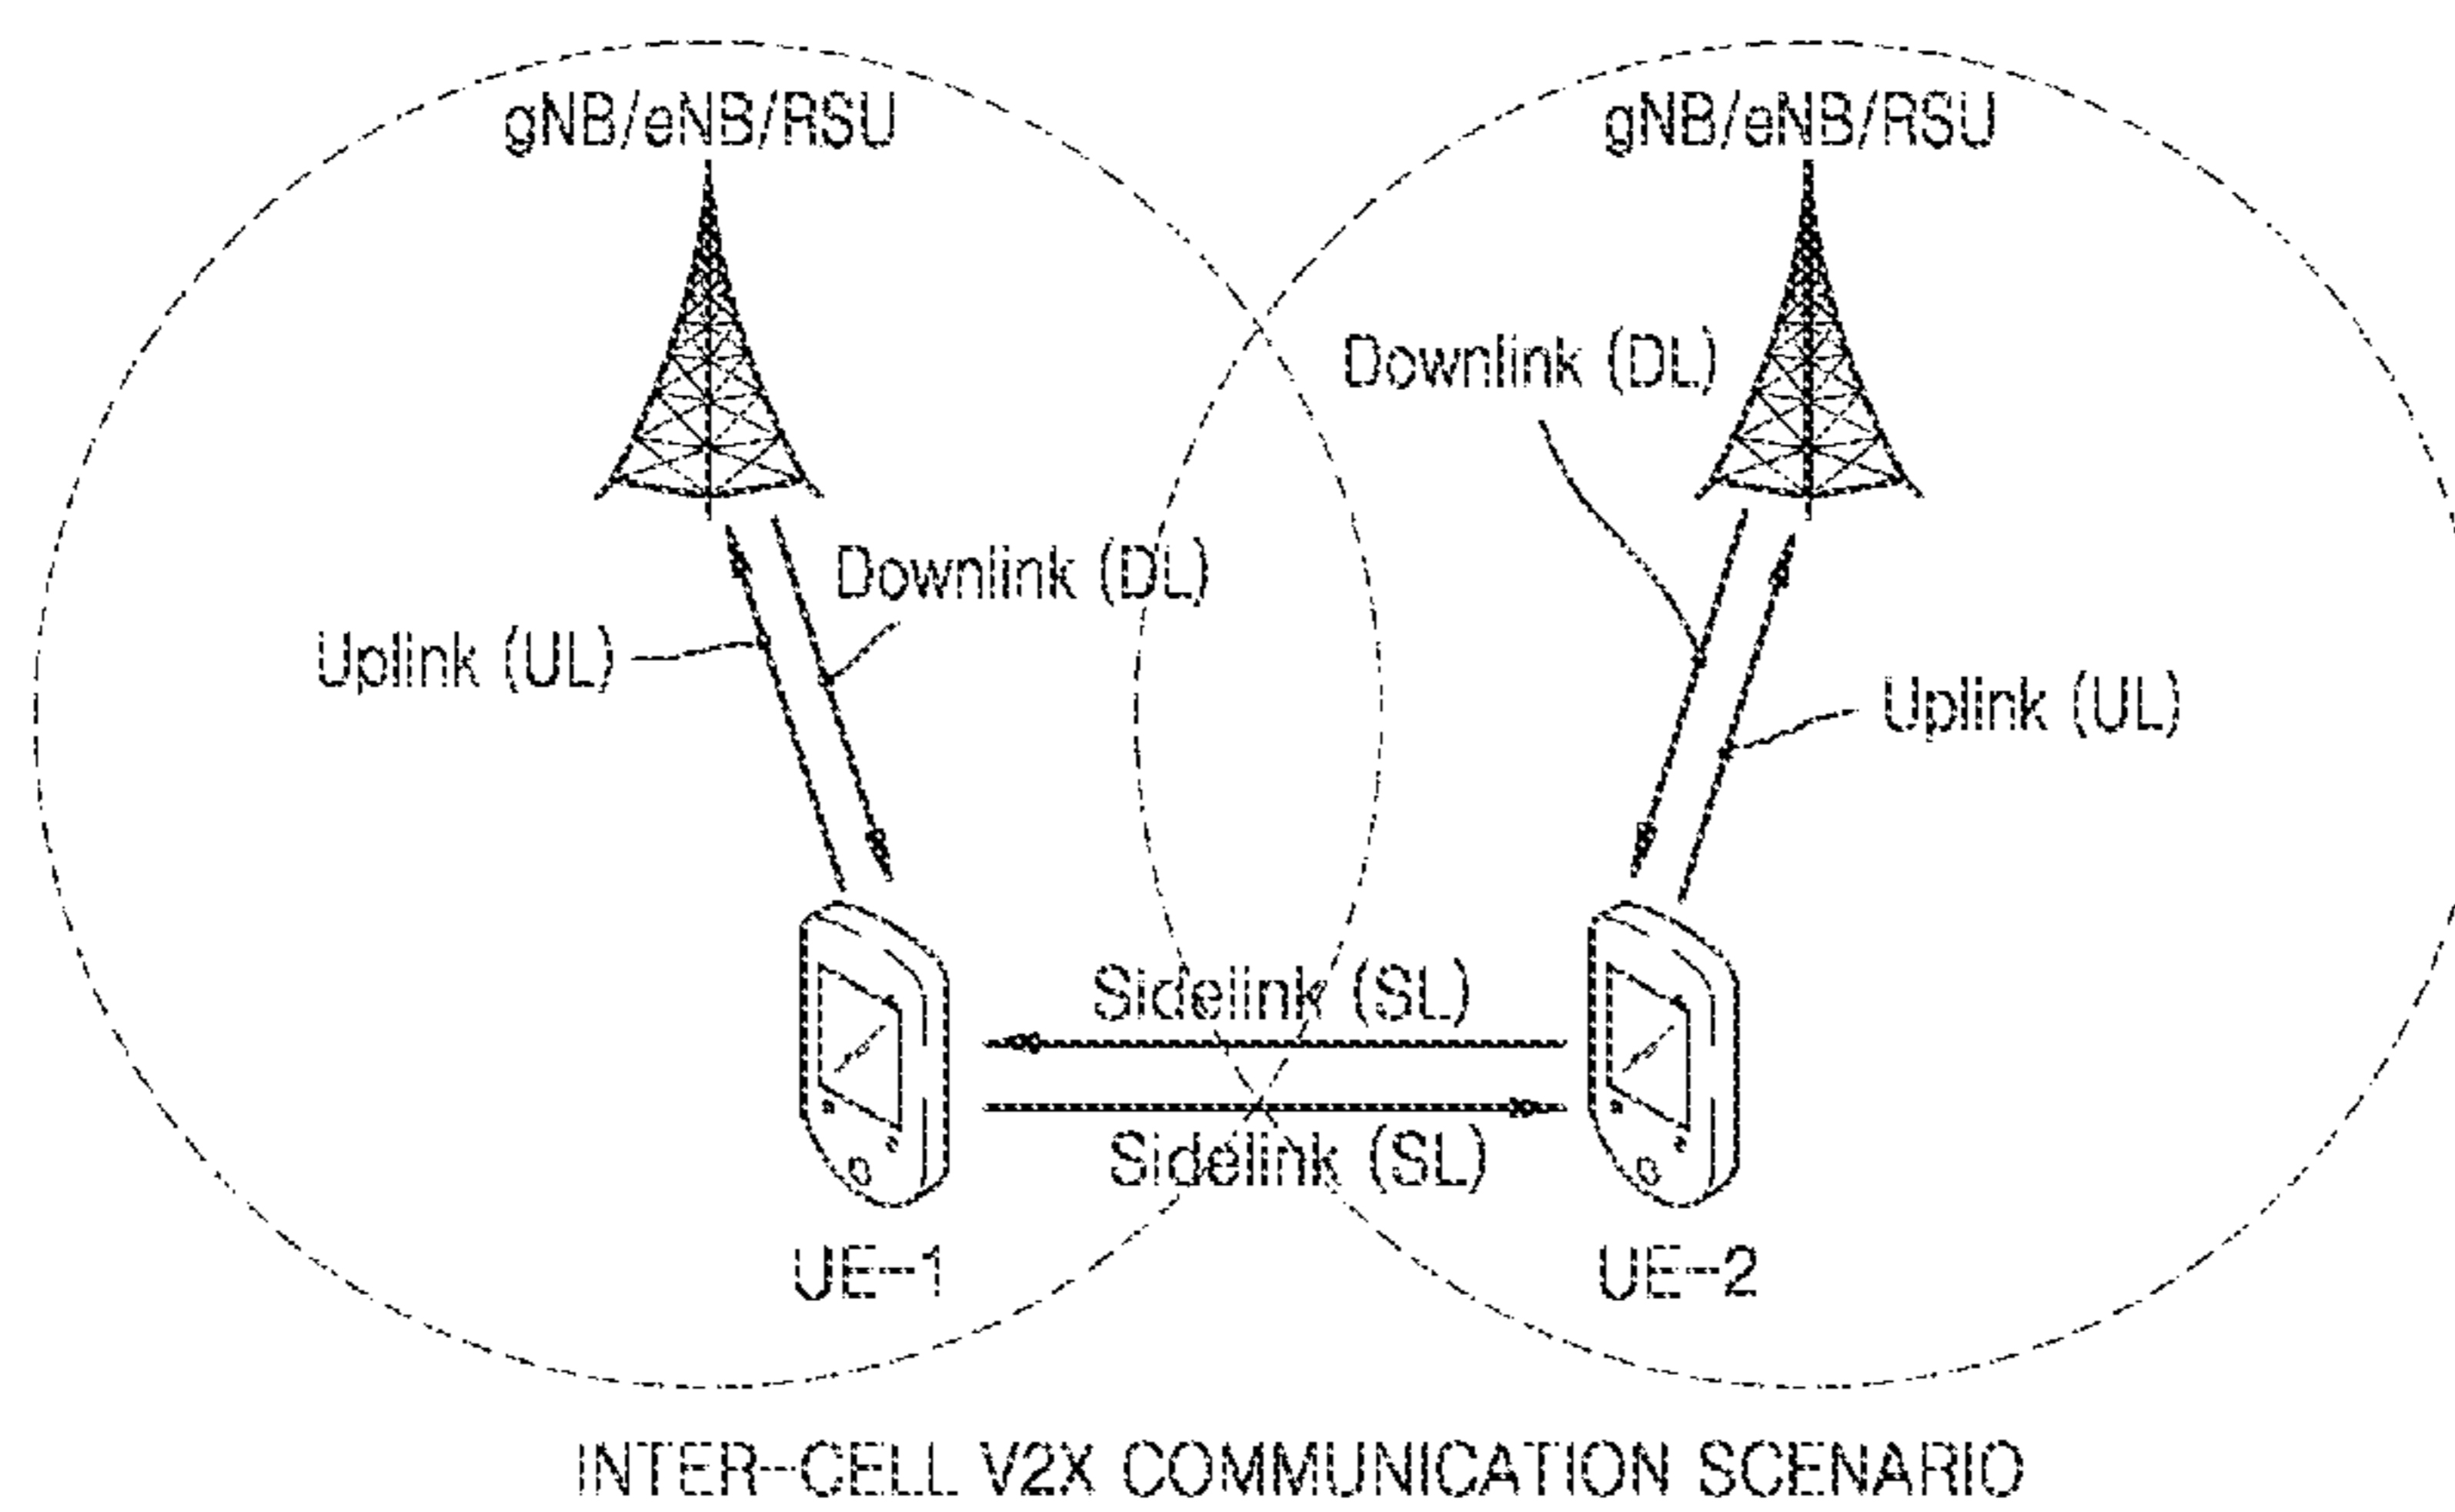 gNB/eNB/RSU
gNB/eNB/RSU
Downlink (DL)
Downlink (DL)
Uplink (UL)
Uplink (UL)
Sidelink (SL)
Sidelink (SL)
UE-1
UE-2
INTER-CELL V2X COMMUNICATION SCENARIO